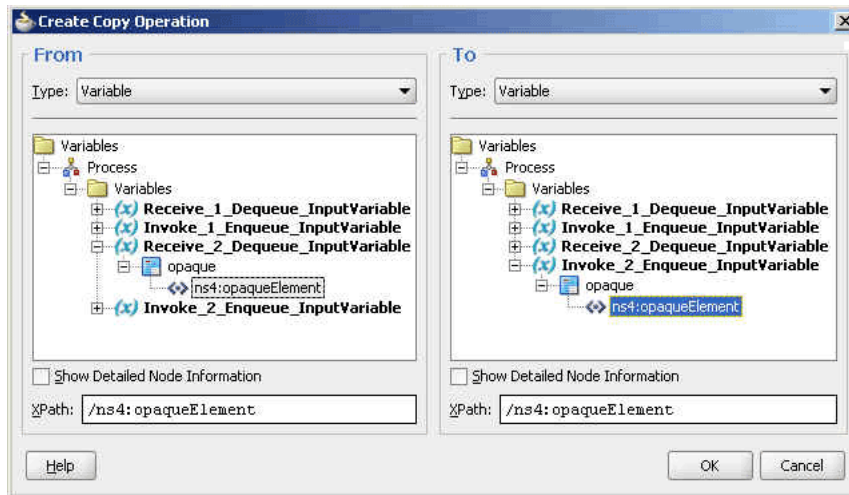 Create Copy Operation
From
Type: Variable
Variables
Process
Variables
Receive_1_Dequeue_InputVariable
Invoke_1_Enqueue_InputVariable
Receive_2_Dequeue_InputVariable
opaque
ns4:opaqueElement
Invoke_2_Enqueue_InputVariable
Show Detailed Node Information
XPath: /ns4:opaqueElement
To
Type: Variable
Variables
Process
Variables
Receive_1_Dequeue_InputVariable
Invoke_1_Enqueue_InputVariable
Receive_2_Dequeue_InputVariable
Invoke_2_Enqueue_InputVariable
opaque
ns4:opaqueElement
Show Detailed Node Information
XPath: /ns4:opaqueElement
Help
OK
Cancel